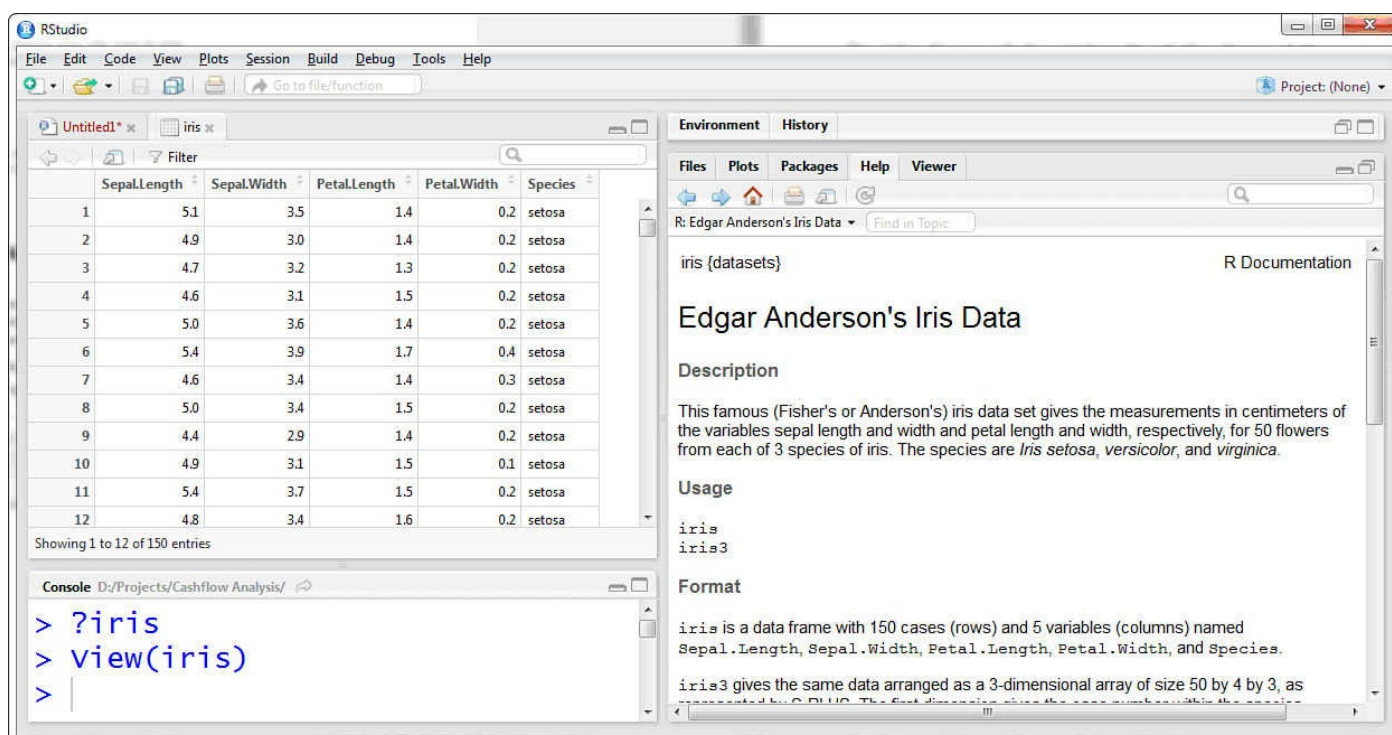 RStudio
File Edit Code View Plots Session Build Debug Tools Help
Go to file/function
Project: (None)
Untitled1* iris
Filter
Sepal.Length Sepal.Width Petal.Length Petal.Width Species
1 5.1 3.5 1.4 0.2 setosa
2 4.9 3.0 1.4 0.2 setosa
3 4.7 3.2 1.3 0.2 setosa
4 4.6 3.1 1.5 0.2 setosa
5 5.0 3.6 1.4 0.2 setosa
6 5.4 3.9 1.7 0.4 setosa
7 4.6 3.4 1.4 0.3 setosa
8 5.0 3.4 1.5 0.2 setosa
9 4.4 2.9 1.4 0.2 setosa
10 4.9 3.1 1.5 0.1 setosa
11 5.4 3.7 1.5 0.2 setosa
12 4.8 3.4 1.6 0.2 setosa
Showing 1 to 12 of 150 entries
Console D:/Projects/Cashflow Analysis/
> ?iris
> View(iris)
>
Environment History
Files Plots Packages Help Viewer
R: Edgar Anderson's Iris Data Find in Topic
iris {datasets} R Documentation
Edgar Anderson's Iris Data
Description
This famous (Fisher's or Anderson's) iris data set gives the measurements in centimeters of
the variables sepal length and width and petal length and width, respectively, for 50 flowers
from each of 3 species of iris. The species are Iris setosa, versicolor, and virginica.
Usage
iris
iris3
Format
iris is a data frame with 150 cases (rows) and 5 variables (columns) named
Sepal.Length, Sepal.Width, Petal.Length, Petal.Width, and Species.
iris3 gives the same data arranged as a 3-dimensional array of size 50 by 4 by 3, as
represented by S-PLUS. The first dimension gives the case number within the species